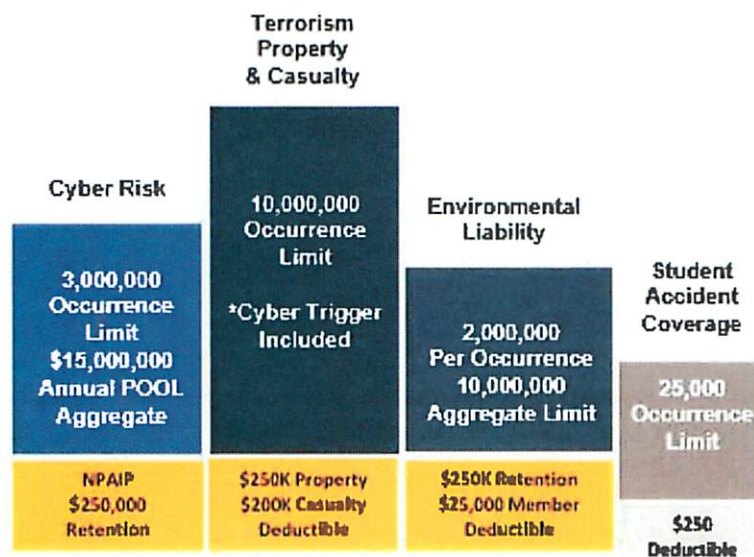 Terrorism
Property
& Casualty
Cyber Risk
10,000,000
Occurrence
Limit
*Cyber Trigger
Included
Environmental
Liability
3,000,000
Occurrence
Limit
$15,000,000
Annual POOL
Aggregate
2,000,000
Per Occurrence
10,000,000
Aggregate Limit
Student
Accident
Coverage
25,000
Occurrence
Limit
NPAIP
$250,000
Retention
$250K Property
$200K Casualty
Deductible
$250K Retention
$25,000 Member
Deductible
$250
Deductible